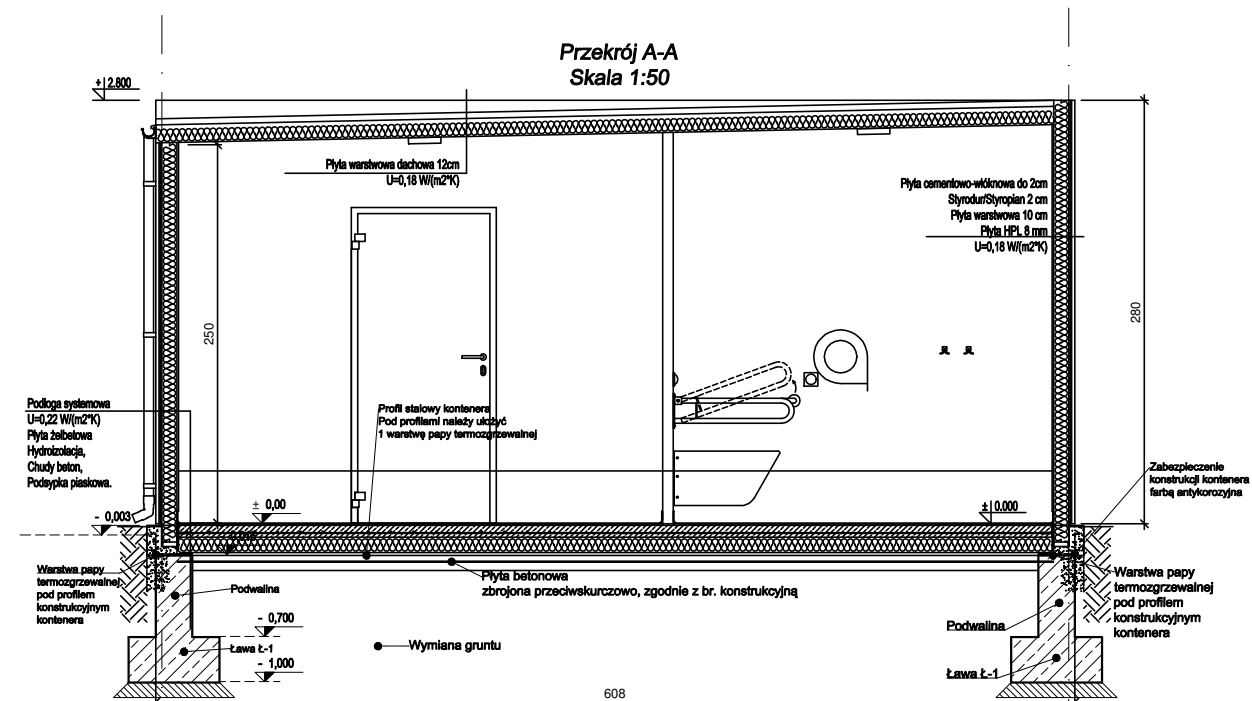 Przekrój A-A
Skala 1:50
+ 2.800
Płyta warstwowa dachowa 12cm
U=0,18 W/(m2*K)
Płyta cementowo-włóknowa do 2cm
Styrodur/Styropian 2 cm
Płyta warstwowa 10 cm
Płyta HPL 8 mm
U=0,18 W/(m2*K)
250
280
Podłoga systemowa
U=0,22 W/(m2*K)
Płyta żelbetowa
Hydroizolacja,
Chudy beton,
Podsypka piaskowa.
Profil stalowy kontenera
Pod profilami należy ułożyć
1 warstwę papy termozgrzewalnej
Zabezpieczenie
konstrukcji kontenera
farbą antykorozyjna
- 0,003
± 0,00
± 0.000
Warstwa papy
termozgrzewalnej
pod profilem
konstrukcyjnym
kontenera
Podwalina
Płyta betonowa
zbrojona przeciwskurczowo, zgodnie z br. konstrukcyjną
Warstwa papy
termozgrzewalnej
pod profilem
konstrukcyjnym
kontenera
- 0,700
Podwalina
Wymiana gruntu
Ława Ł-1
- 1,000
Ława Ł-1
608